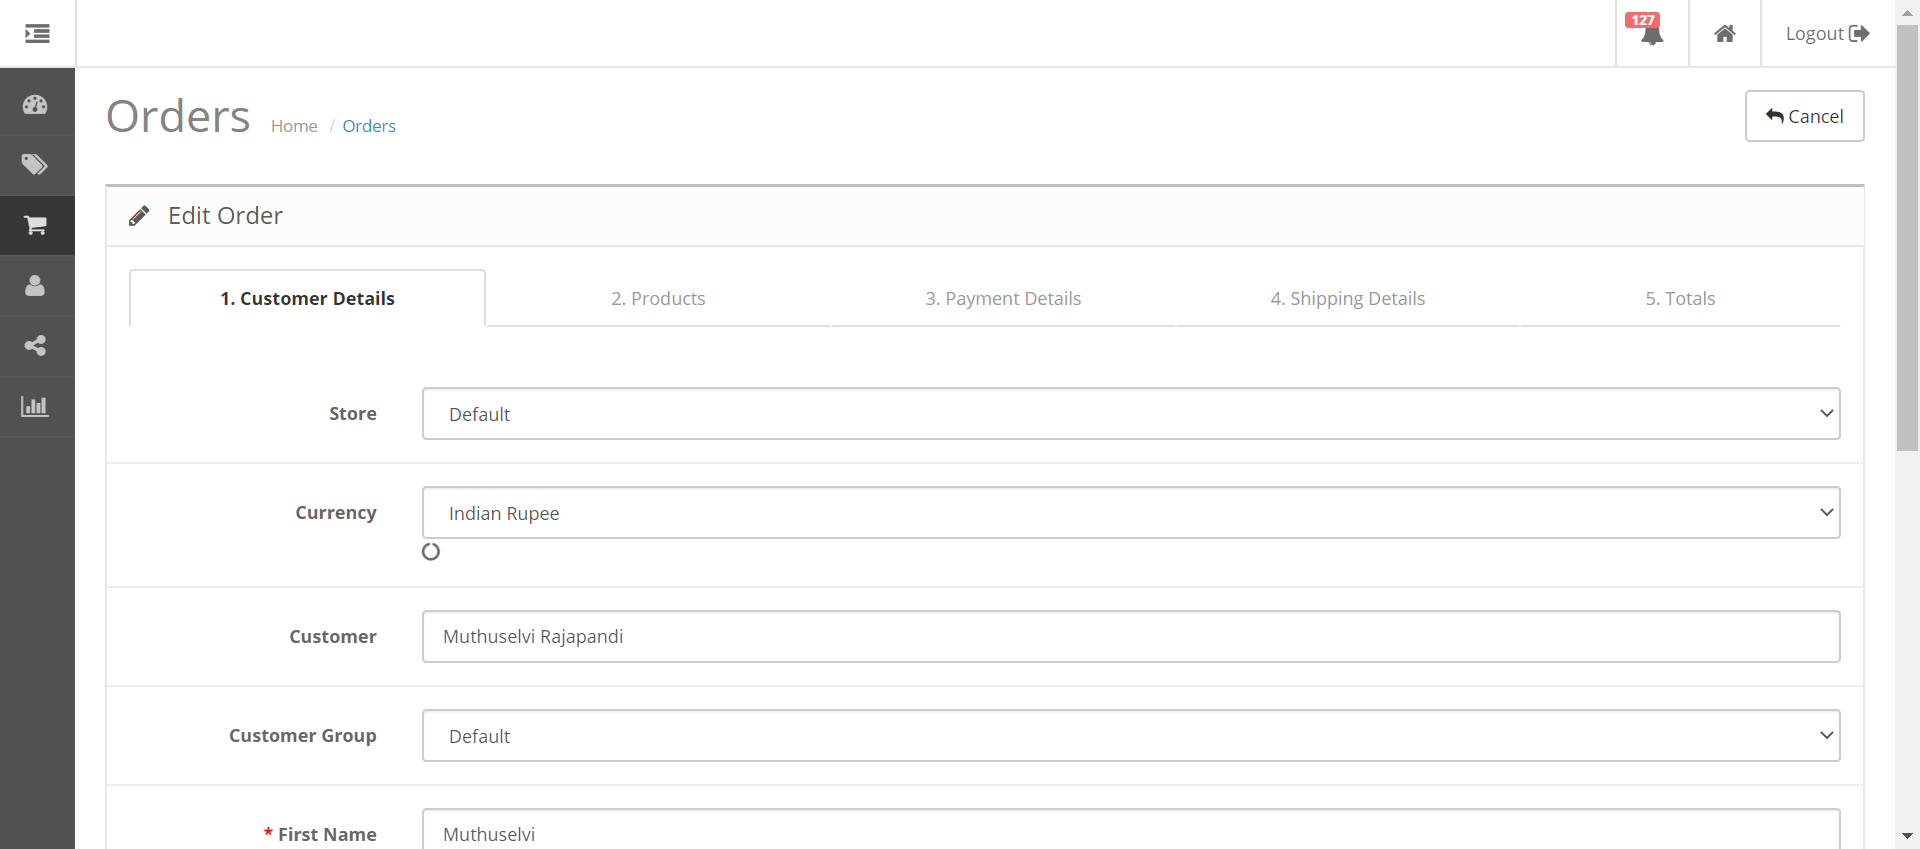 127
Logout
Orders
Home / Orders
Cancel
Edit Order
1. Customer Details
2. Products
3. Payment Details
4. Shipping Details
5. Totals
Store
Default
Currency
Indian Rupee
Customer
Muthuselvi Rajapandi
Customer Group
Default
* First Name
Muthuselvi